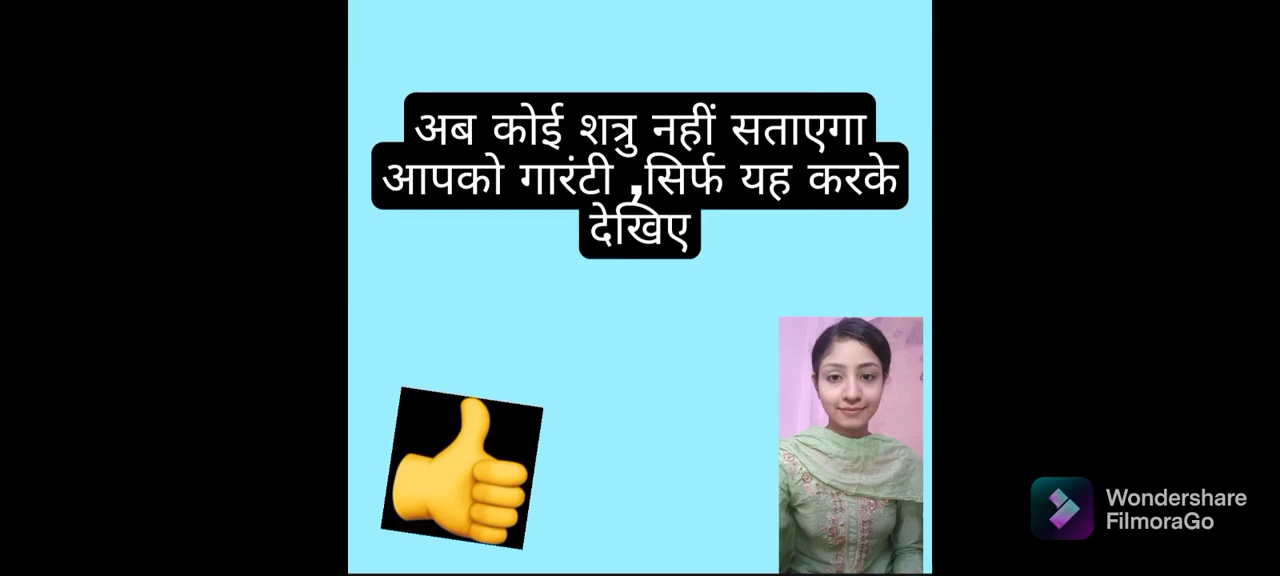 अब कोई शत्रु नहीं सताएगा
आपको गारंटी ,सिर्फ यह करके
देखिए
Wondershare
FilmoraGo